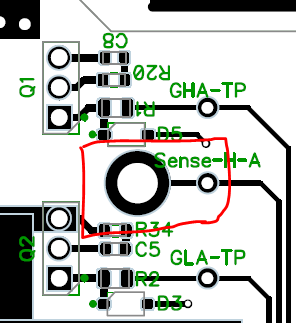 C8
Q1
R20
GHA-TP
R1
D5
Sense-H-A
R34
Q2
C5
GLA-TP
R2
D3